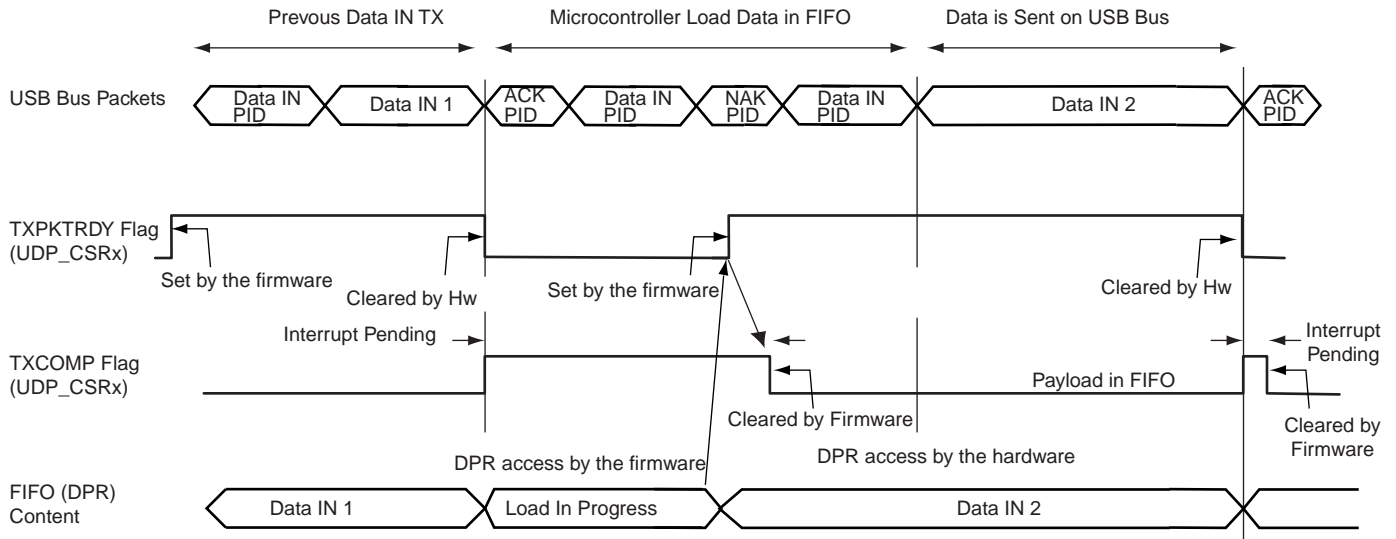 Prevous Data IN TX
Microcontroller Load Data in FIFO
Data is Sent on USB Bus
USB Bus Packets
Data IN
PID
Data IN 1
ACK
PID
Data IN
PID
NAK
PID
Data IN
PID
Data IN 2
ACK
PID
TXPKTRDY Flag
(UDP_CSRx)
Set by the firmware
Cleared by Hw
Set by the firmware
Cleared by Hw
Interrupt Pending
Interrupt
Pending
TXCOMP Flag
(UDP_CSRx)
Payload in FIFO
Cleared by Firmware
Cleared by
Firmware
DPR access by the firmware
DPR access by the hardware
FIFO (DPR)
Content
Data IN 1
Load In Progress
Data IN 2